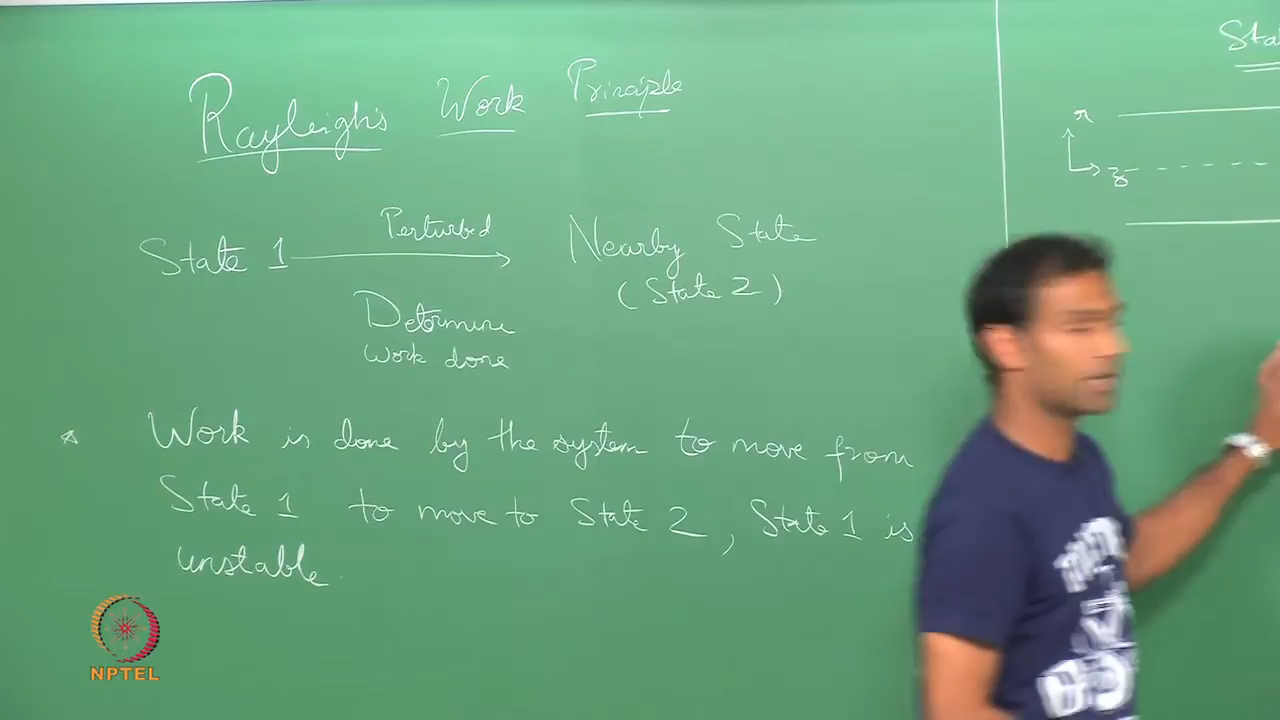 Rayleigh's Work Principle
State 1 Perturbed Nearby State
(State 2)
Determine
Work done
* Work is done by the system to move from
State 1 to move to State 2, State 1 is
unstable.
r
z
NPTEL